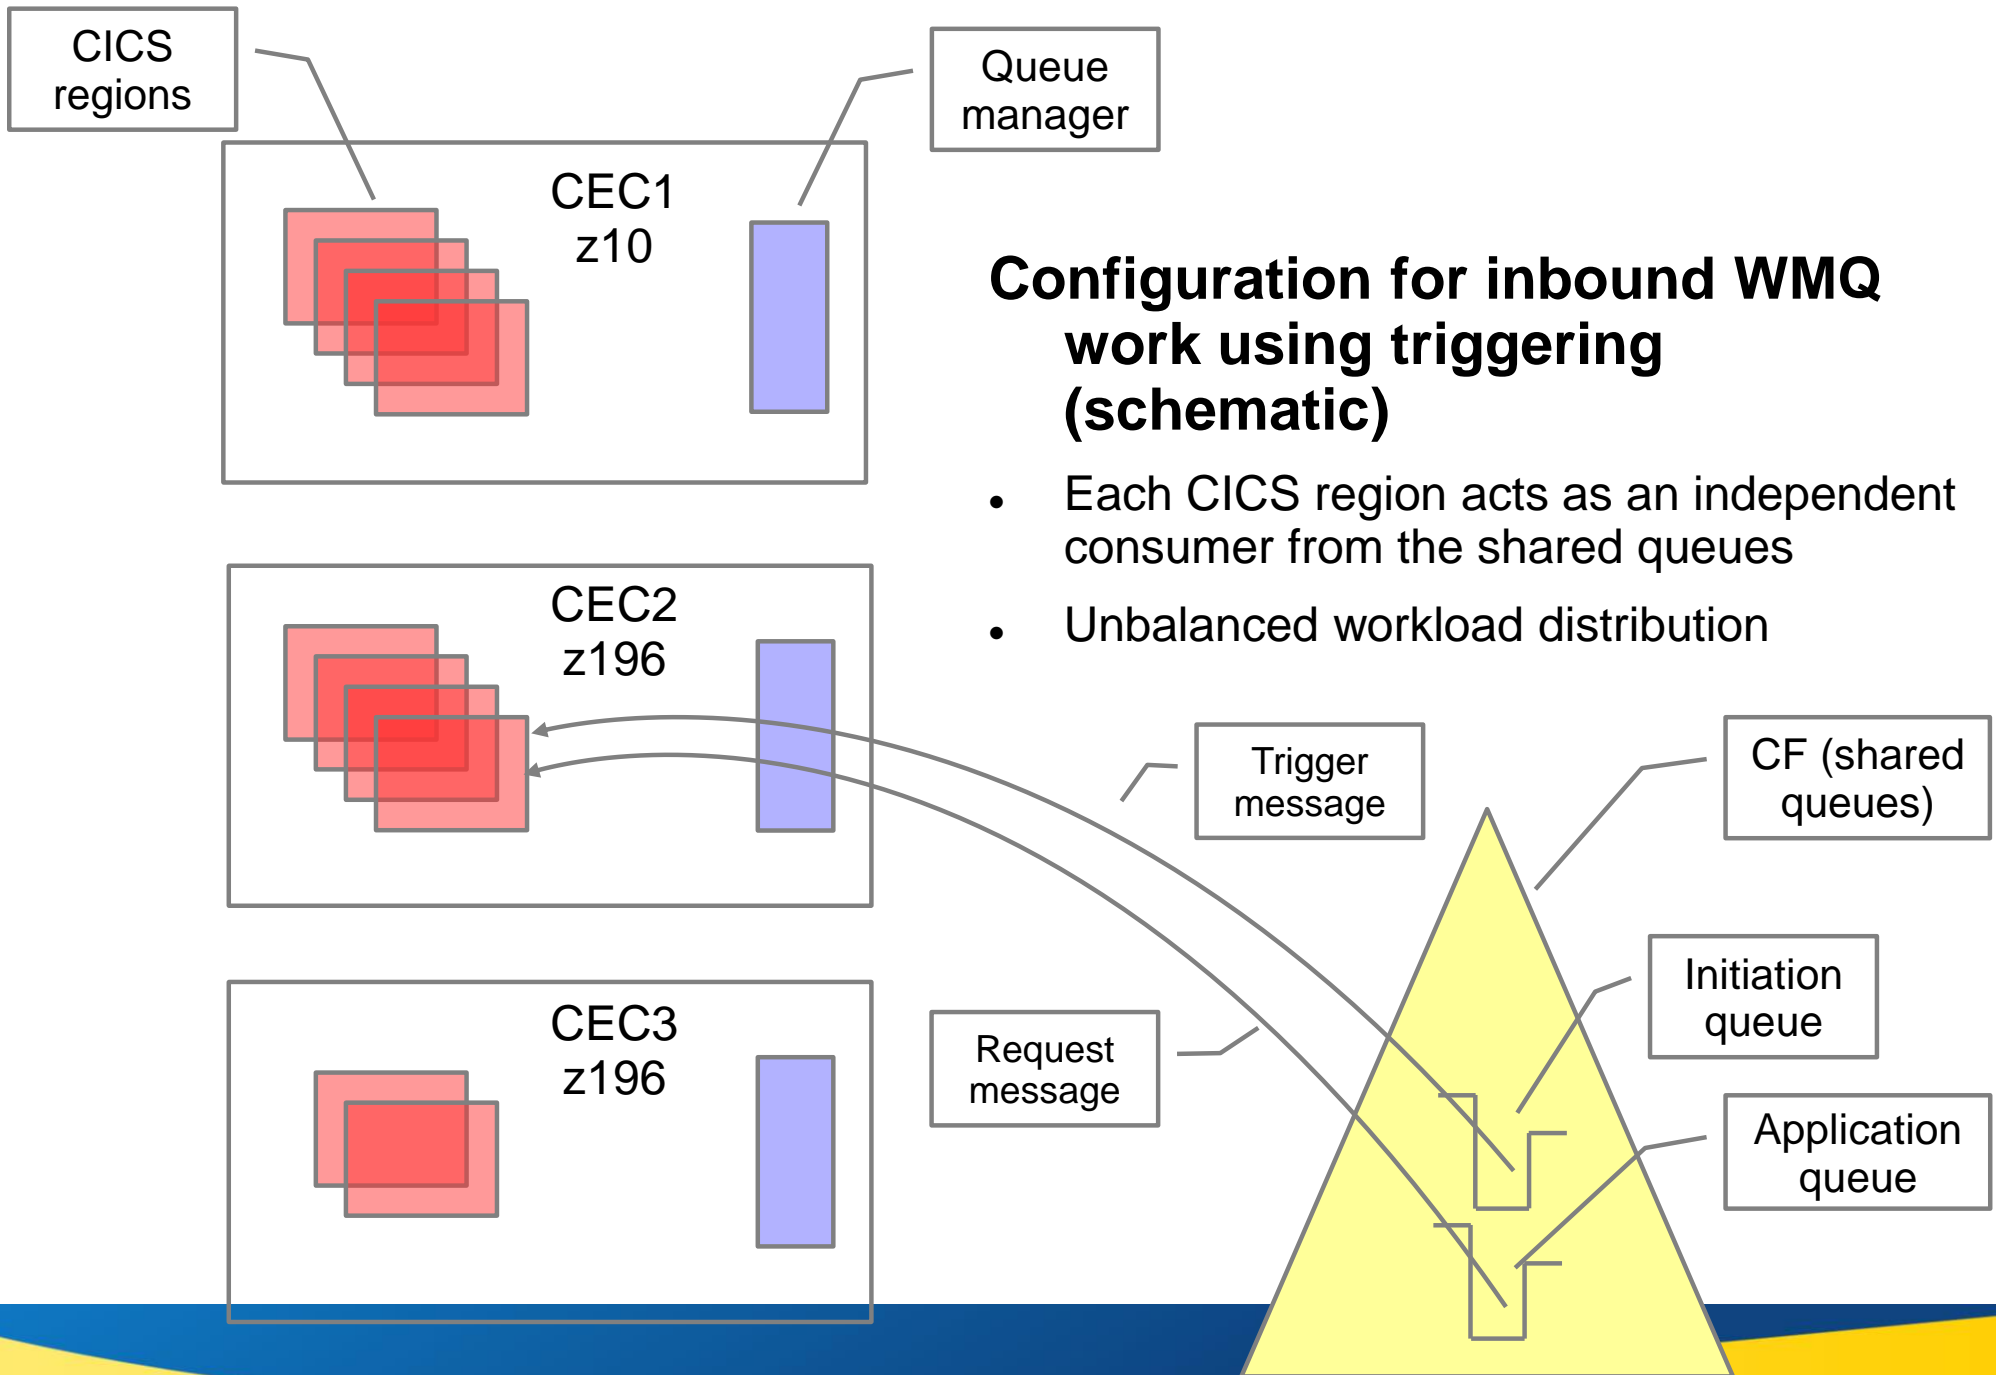 CICS
regions
Queue
manager
CEC1
z10
Configuration for inbound WMQ
work using triggering
(schematic)
• Each CICS region acts as an independent
consumer from the shared queues
• Unbalanced workload distribution
CEC2
z196
Trigger
message
CF (shared
queues)
Initiation
queue
CEC3
z196
Request
message
Application
queue